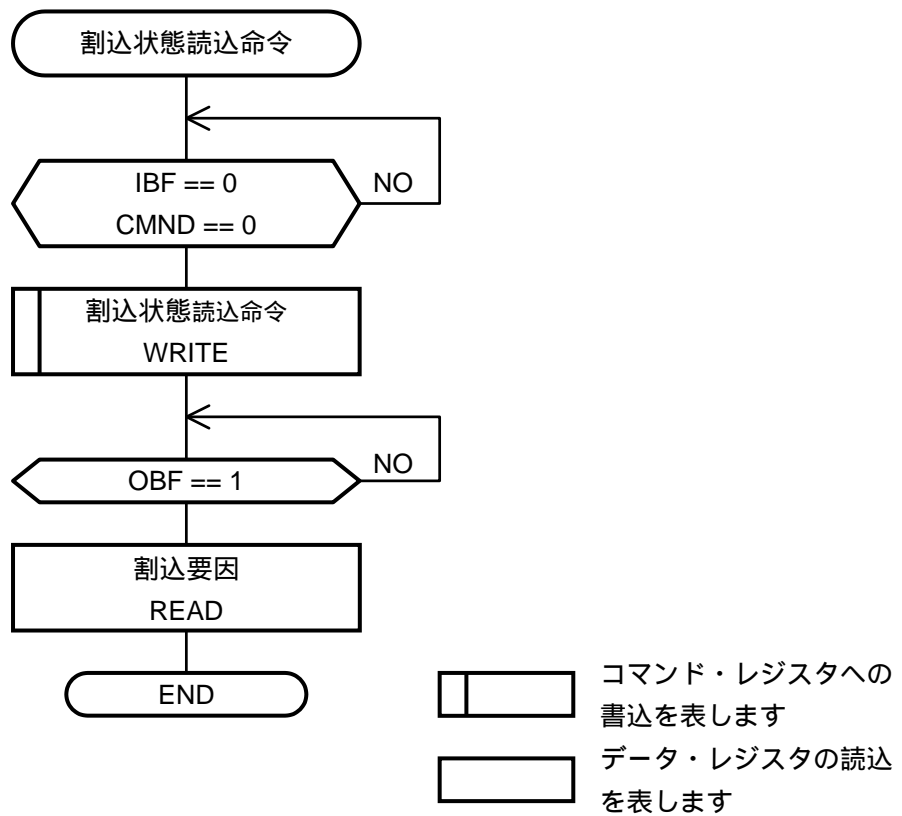 割込状態読込命令
IBF == 0
CMND == 0
NO
割込状態読込命令
WRITE
OBF == 1
NO
割込要因
READ
END
コマンド・レジスタへの
書込を表します
データ・レジスタの読込
を表します